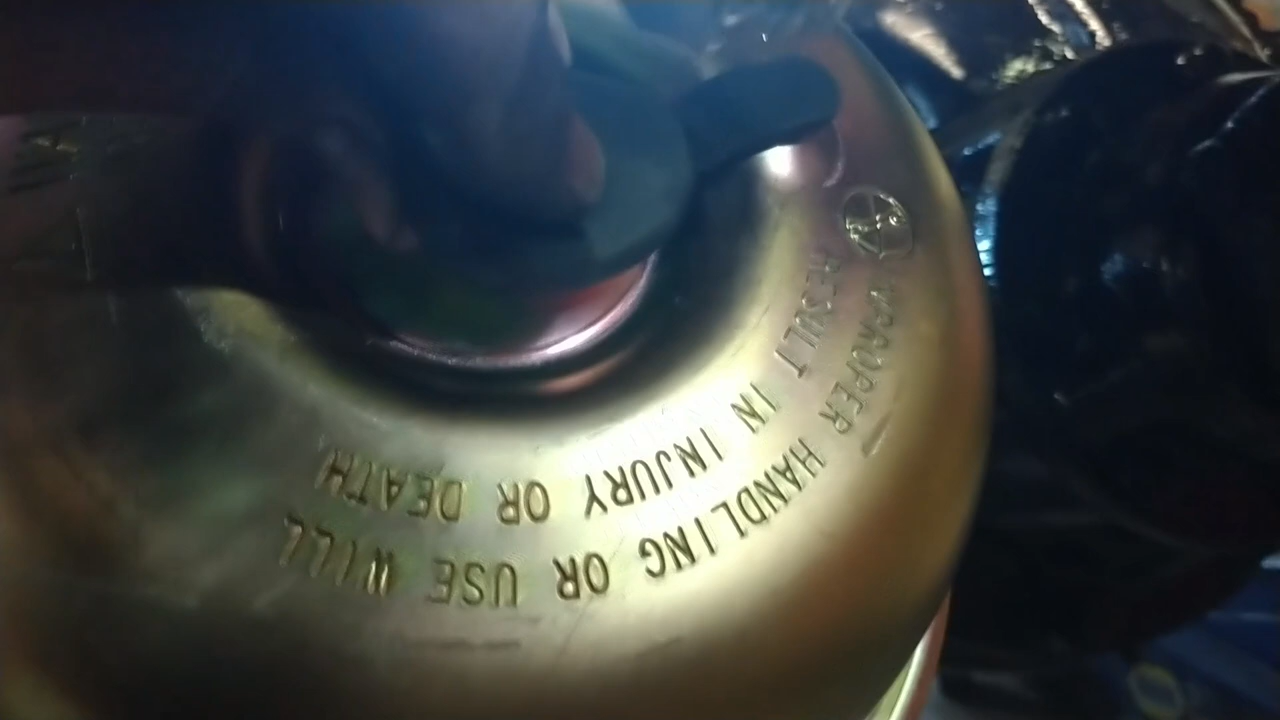 IMPROPER HANDLING OR USE WILL
RESULT IN INJURY OR DEATH